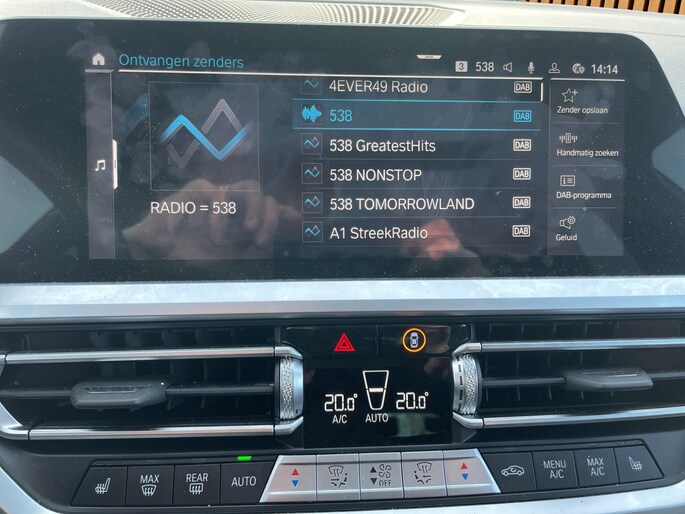 Ontvangen zenders
3 538 14:14
4EVER49 Radio DAB
538 DAB
538 GreatestHits DAB
538 NONSTOP DAB
538 TOMORROWLAND DAB
A1 StreekRadio DAB
RADIO = 538
Zender opslaan
Handmatig zoeken
DAB-programma
Geluid
20.0° 20.0°
A/C AUTO A/C
MAX REAR AUTO OFF MENU A/C MAX A/C